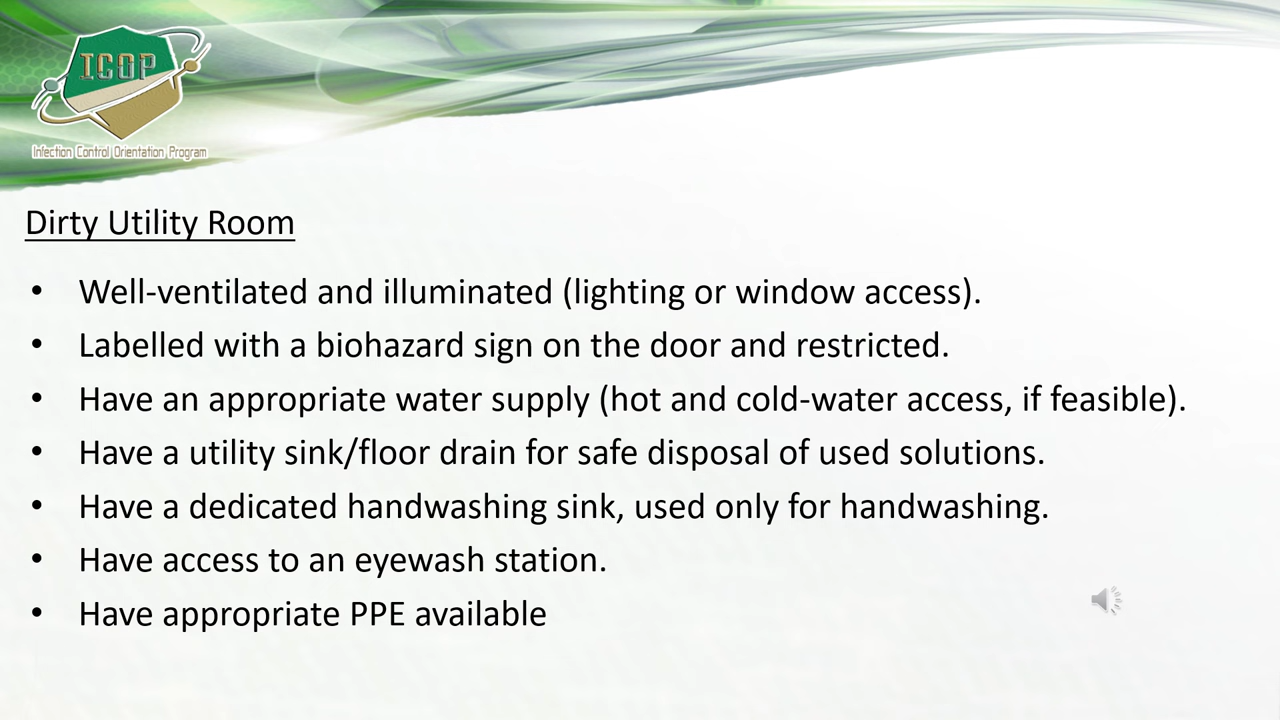 ICOP
Infection Control Orientation Program
Dirty Utility Room
• Well-ventilated and illuminated (lighting or window access).
• Labelled with a biohazard sign on the door and restricted.
• Have an appropriate water supply (hot and cold-water access, if feasible).
• Have a utility sink/floor drain for safe disposal of used solutions.
• Have a dedicated handwashing sink, used only for handwashing.
• Have access to an eyewash station.
• Have appropriate PPE available